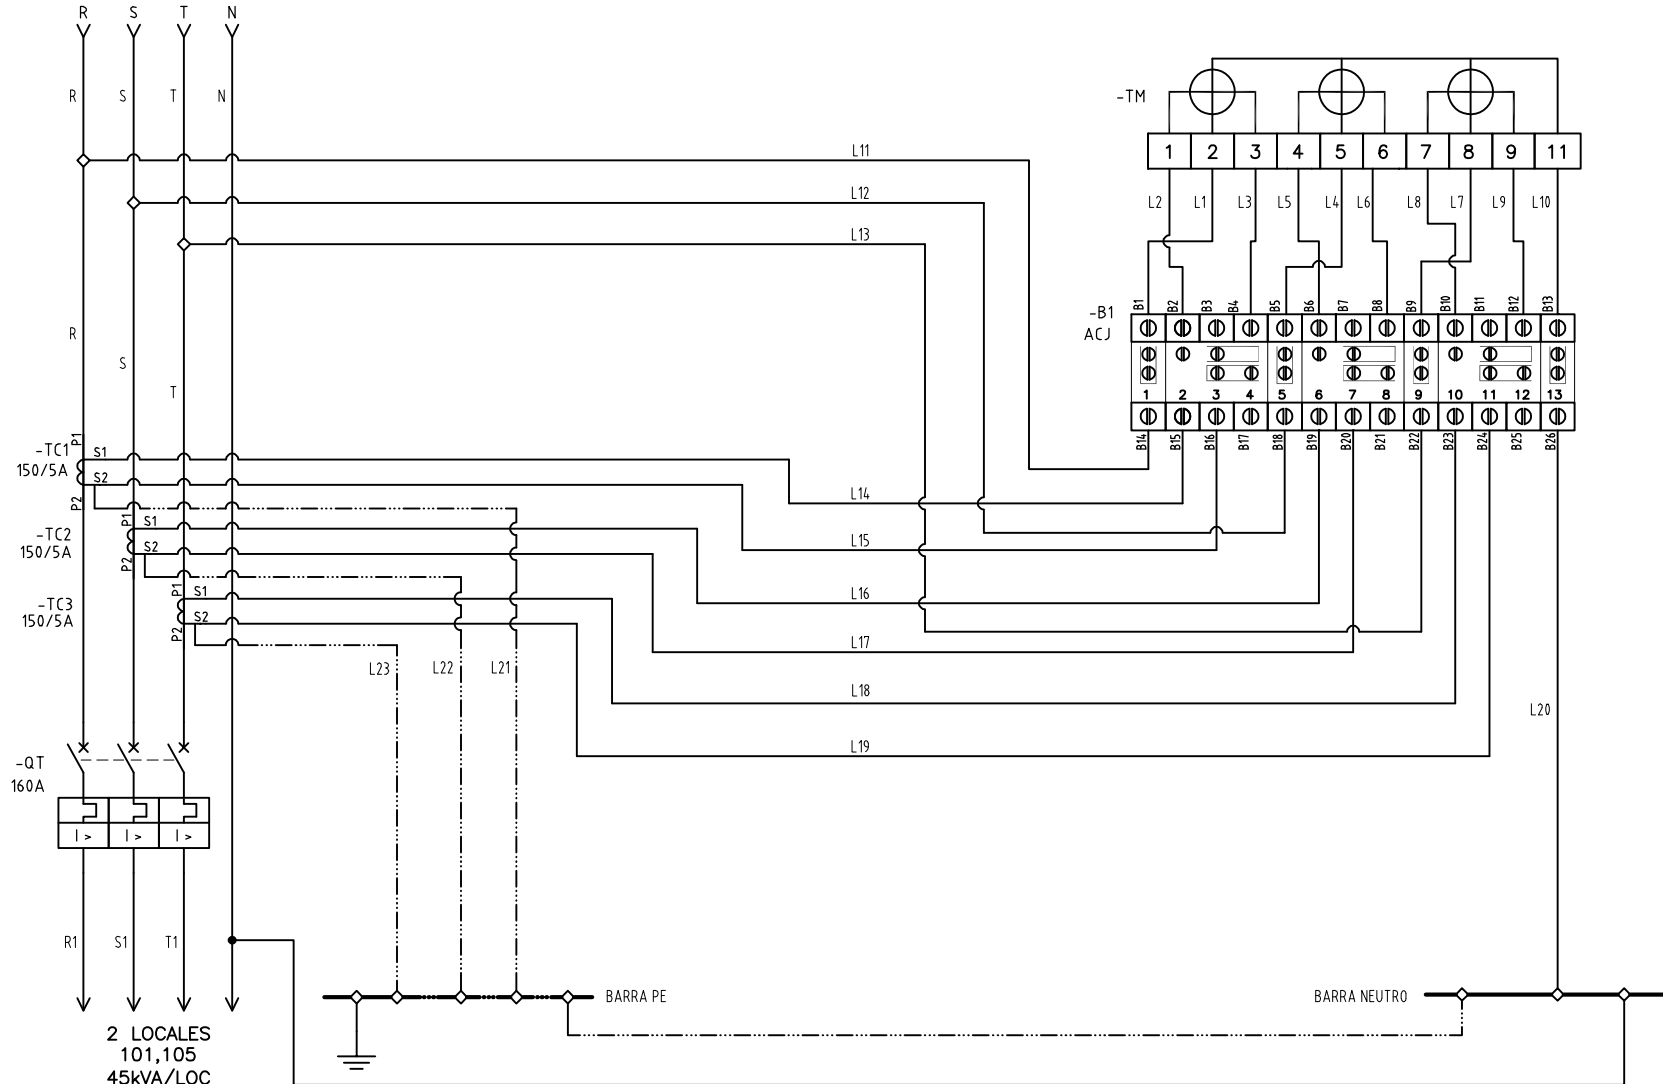 R S T N
R S T N
-TM
1 2 3 4 5 6 7 8 9 11
L11
L12
L13
L2 L1 L3 L5 L4 L6 L8 L7 L9 L10
-B1
ACJ
B1 B2 B3 B4 B5 B6 B7 B8 B9 B10 B11 B12 B13
1 2 3 4 5 6 7 8 9 10 11 12 13
B14 B15 B16 B17 B18 B19 B20 B21 B22 B23 B24 B25 B26
R
S
T
-TC1
150/5A
P1
S1
S2
P2
L14
-TC2
150/5A
P1
S1
S2
P2
L15
-TC3
150/5A
P1
S1
S2
P2
L16
L17
L23 L22 L21
L18
L20
L19
-QT
160A
I> I> I>
R1 S1 T1
BARRA PE
BARRA NEUTRO
2 LOCALES
101,105
45kVA/LOC